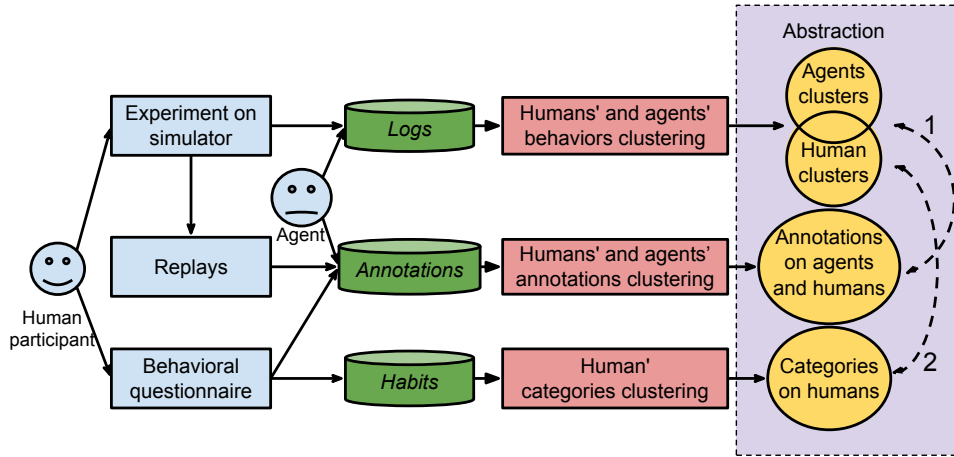 Abstraction
Agents
clusters
Experiment on
simulator
Logs
Humans' and agents'
behaviors clustering
1
Human
clusters
Agent
Replays
Annotations
Humans' and agents’
annotations clustering
Annotations
on agents
and humans
Human
participant
Behavioral
questionnaire
Habits
Human'
categories clustering
Categories
on humans
2